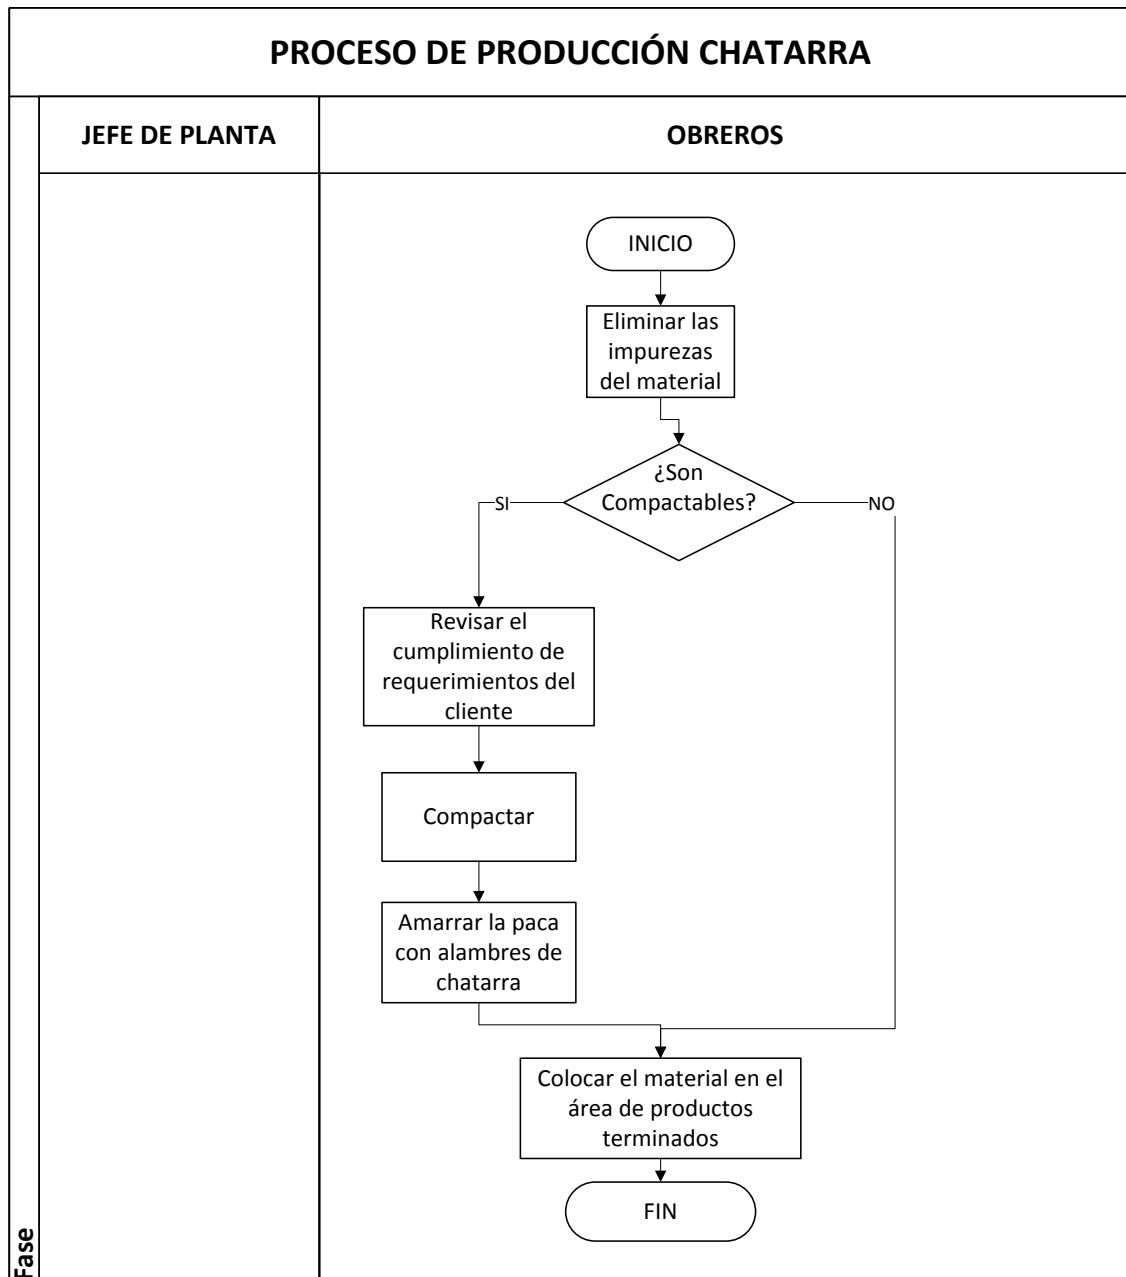 PROCESO DE PRODUCCIÓN CHATARRA
JEFE DE PLANTA
OBREROS
INICIO
Eliminar las
impurezas
del material
¿Son
Compactables?
SI
NO
Revisar el
cumplimiento de
requerimientos del
cliente
Compactar
Amarrar la paca
con alambres de
chatarra
Colocar el material en el
área de productos
terminados
FIN
Fase